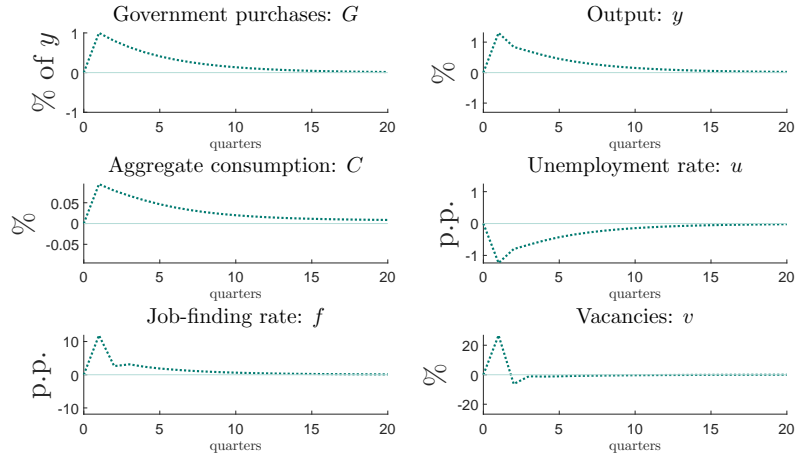 Government purchases: G
% of y
1
0
-1
0 5 10 15 20
quarters
Output: y
%
1
0
-1
0 5 10 15 20
quarters
Aggregate consumption: C
%
0.05
0
-0.05
0 5 10 15 20
quarters
Unemployment rate: u
p.p.
1
0
-1
0 5 10 15 20
quarters
Job-finding rate: f
p.p.
10
0
-10
0 5 10 15 20
quarters
Vacancies: v
%
20
0
-20
0 5 10 15 20
quarters